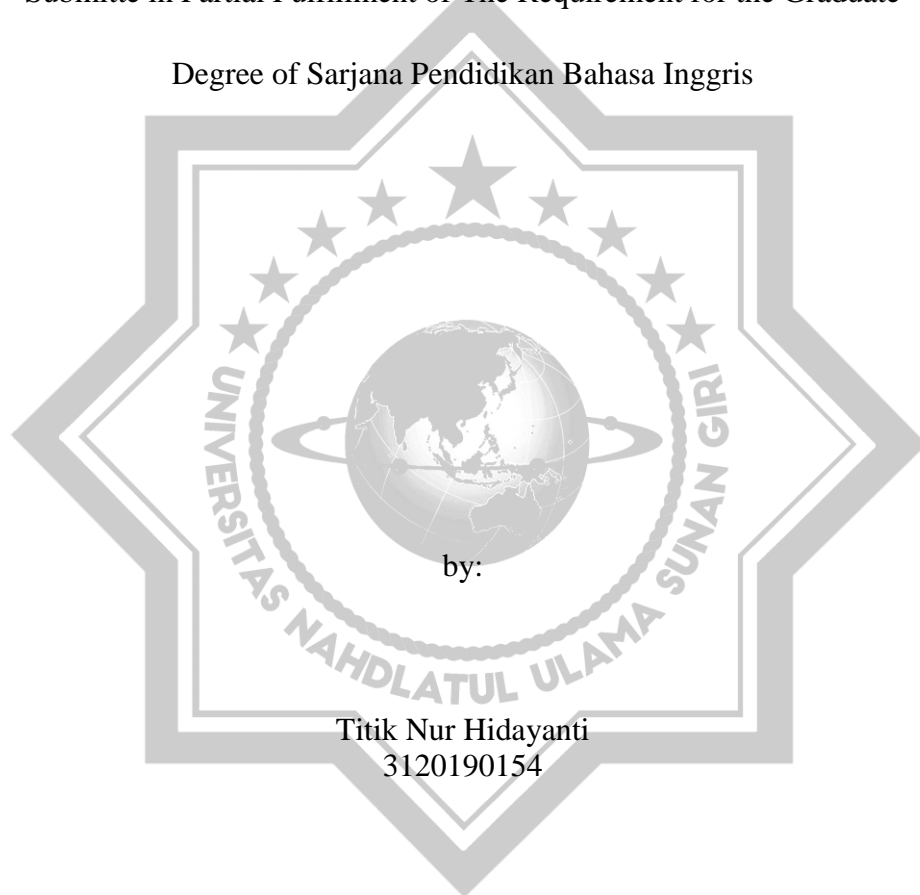 Submitte in Partial Fulfillment of The Requirement for the Graduate
Degree of Sarjana Pendidikan Bahasa Inggris
UNIVERSITAS NAHDLATUL ULAMA SUNAN GIRI
by:
Titik Nur Hidayanti
3120190154